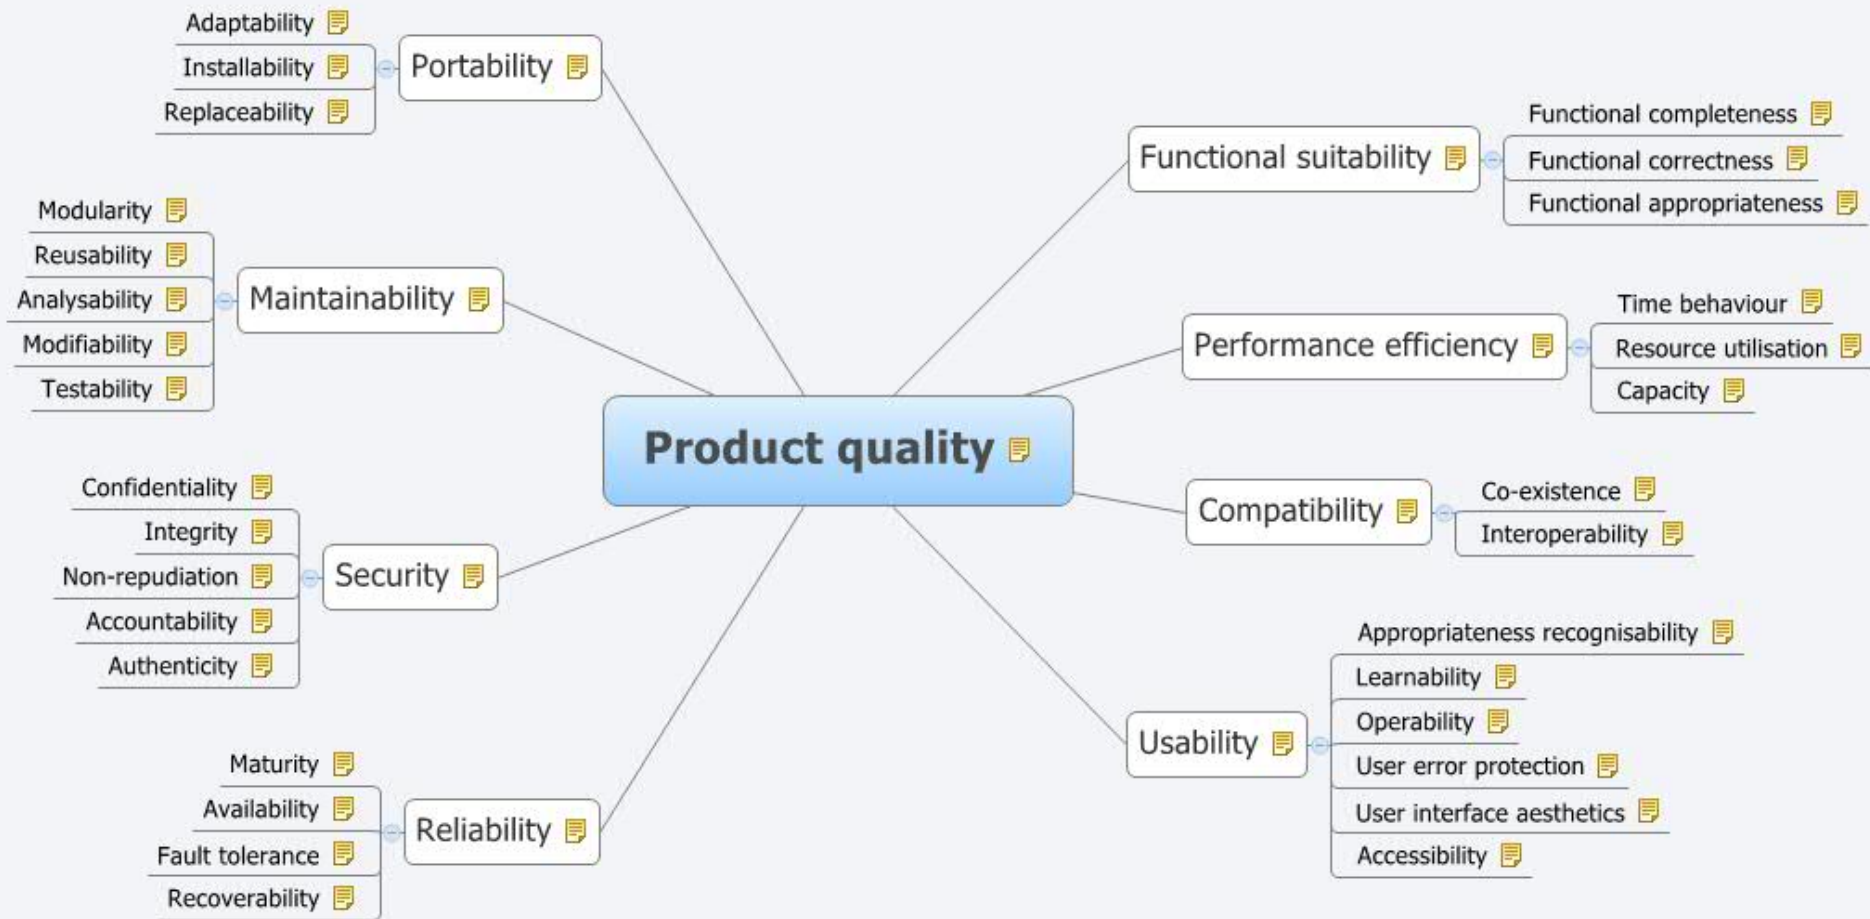 Adaptability
Installability
Replaceability
Portability
Modularity
Reusability
Analysability
Modifiability
Testability
Maintainability
Confidentiality
Integrity
Non-repudiation
Accountability
Authenticity
Security
Maturity
Availability
Fault tolerance
Recoverability
Reliability
Product quality
Functional suitability
Functional completeness
Functional correctness
Functional appropriateness
Performance efficiency
Time behaviour
Resource utilisation
Capacity
Compatibility
Co-existence
Interoperability
Usability
Appropriateness recognisability
Learnability
Operability
User error protection
User interface aesthetics
Accessibility